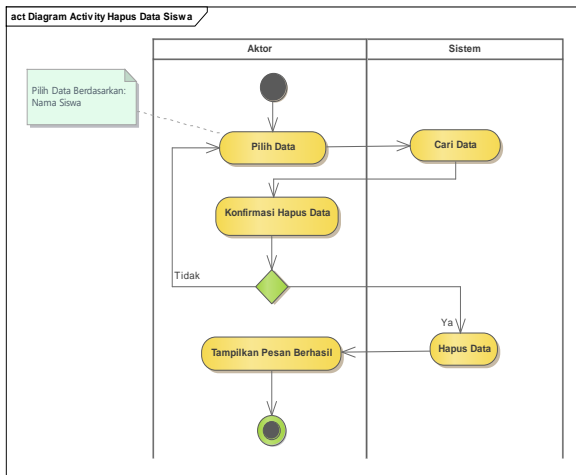 act Diagram Activity Hapus Data Siswa
Aktor
Sistem
Pilih Data Berdasarkan:
Nama Siswa
Pilih Data
Cari Data
Konfirmasi Hapus Data
Tidak
Ya
Tampilkan Pesan Berhasil
Hapus Data